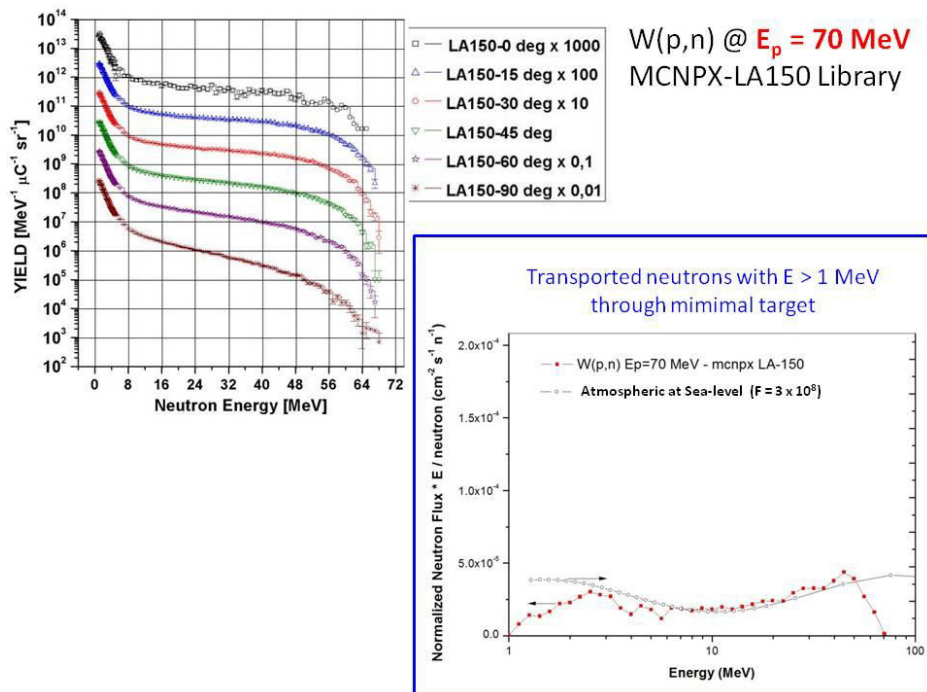 W(p,n) @ Ep = 70 MeV
MCNPX-LA150 Library
10^14
10^13
10^12
10^11
10^10
10^9
10^8
10^7
10^6
10^5
10^4
10^3
10^2
YIELD [MeV^-1 μC^-1 sr^-1]
0 8 16 24 32 40 48 56 64 72
Neutron Energy [MeV]
LA150-0 deg x 1000
LA150-15 deg x 100
LA150-30 deg x 10
LA150-45 deg
LA150-60 deg x 0,1
LA150-90 deg x 0,01
Transported neutrons with E > 1 MeV
through mimimal target
2.0x10^-4
1.5x10^-4
1.0x10^-4
5.0x10^-5
0.0
Normalized Neutron Flux * E / neutron (cm^-2 s^-1 n^-1)
W(p,n) Ep=70 MeV - mcnpx LA-150
Atmospheric at Sea-level (F = 3 x 10^8)
1 10 100
Energy (MeV)